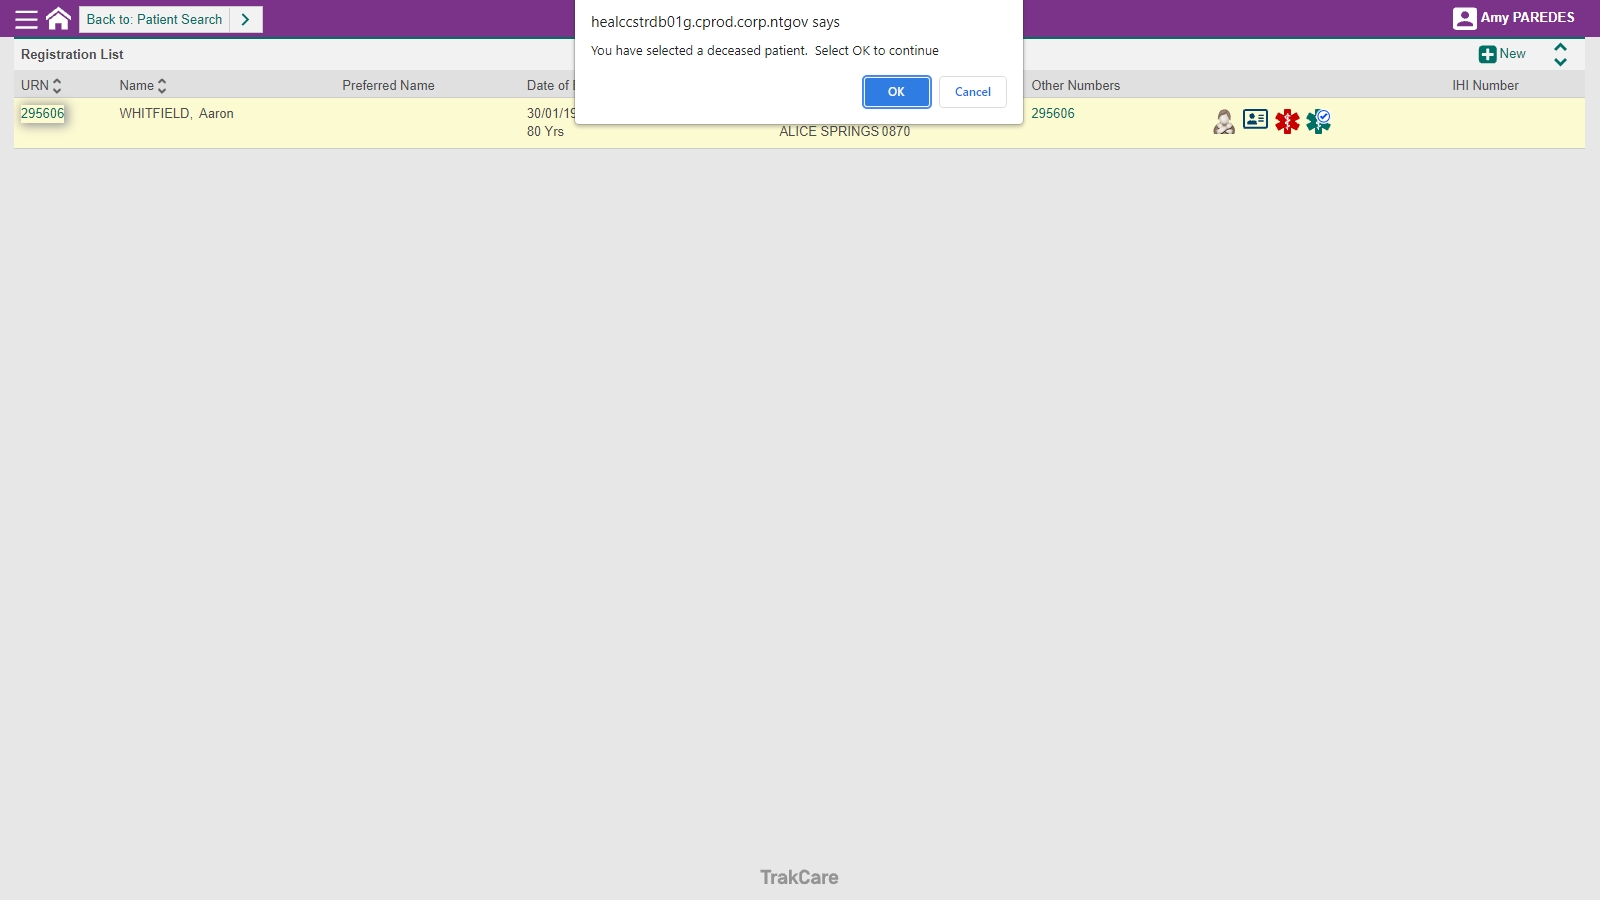 Back to: Patient Search
Amy PAREDES
healccstrdb01g.cprod.corp.ntgov says
You have selected a deceased patient.  Select OK to continue
OK
Cancel
Registration List
New
URN
Name
Preferred Name
Date of
Other Numbers
IHI Number
295606
WHITFIELD,  Aaron
30/01/19
80 Yrs
ALICE SPRINGS 0870
295606
TrakCare